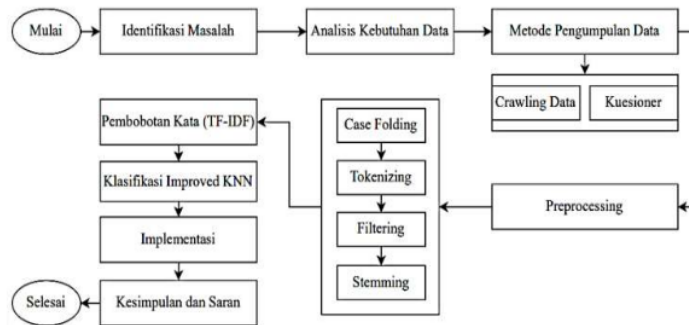 Mulai
Identifikasi Masalah
Analisis Kebutuhan Data
Metode Pengumpulan Data
Crawling Data
Kuesioner
Preprocessing
Case Folding
Tokenizing
Filtering
Stemming
Pembobotan Kata (TF-IDF)
Klasifikasi Improved KNN
Implementasi
Kesimpulan dan Saran
Selesai